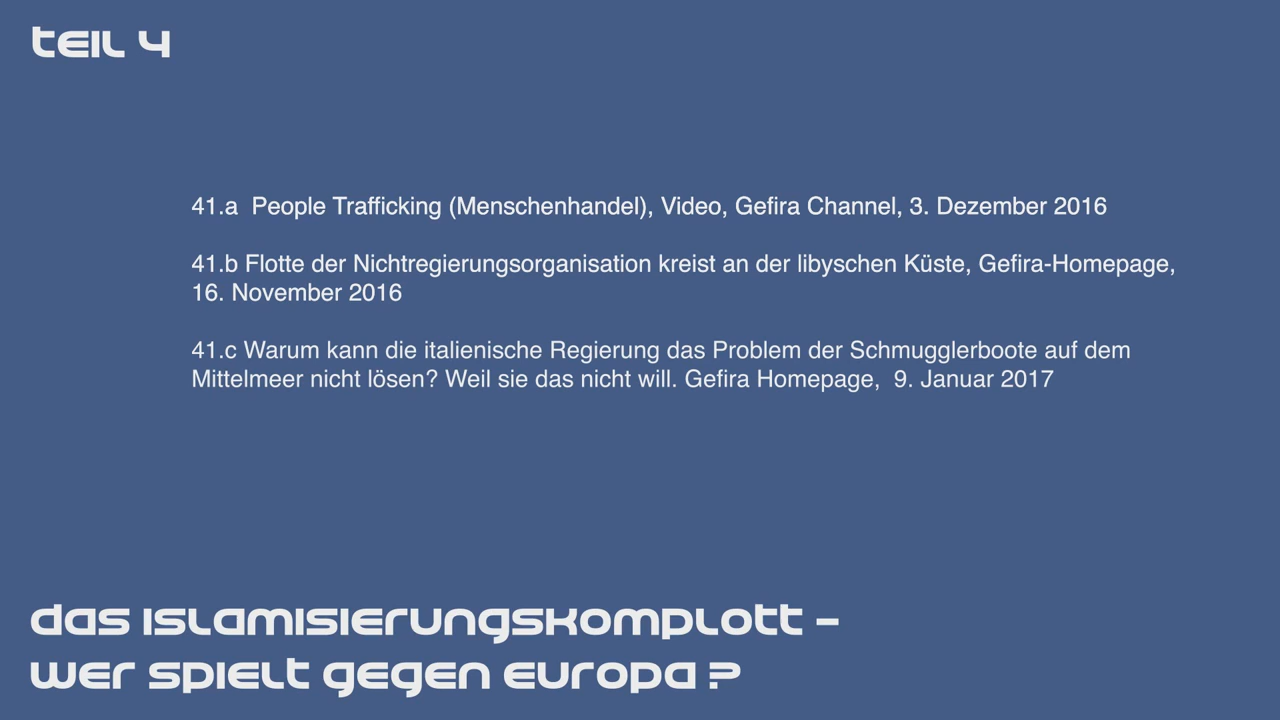 Teil 4
41.a  People Trafficking (Menschenhandel), Video, Gefira Channel, 3. Dezember 2016
41.b Flotte der Nichtregierungsorganisation kreist an der libyschen Küste, Gefira-Homepage,
16. November 2016
41.c Warum kann die italienische Regierung das Problem der Schmugglerboote auf dem
Mittelmeer nicht lösen? Weil sie das nicht will. Gefira Homepage,  9. Januar 2017
das Islamisierungskomplott –
wer spielt gegen Europa ?